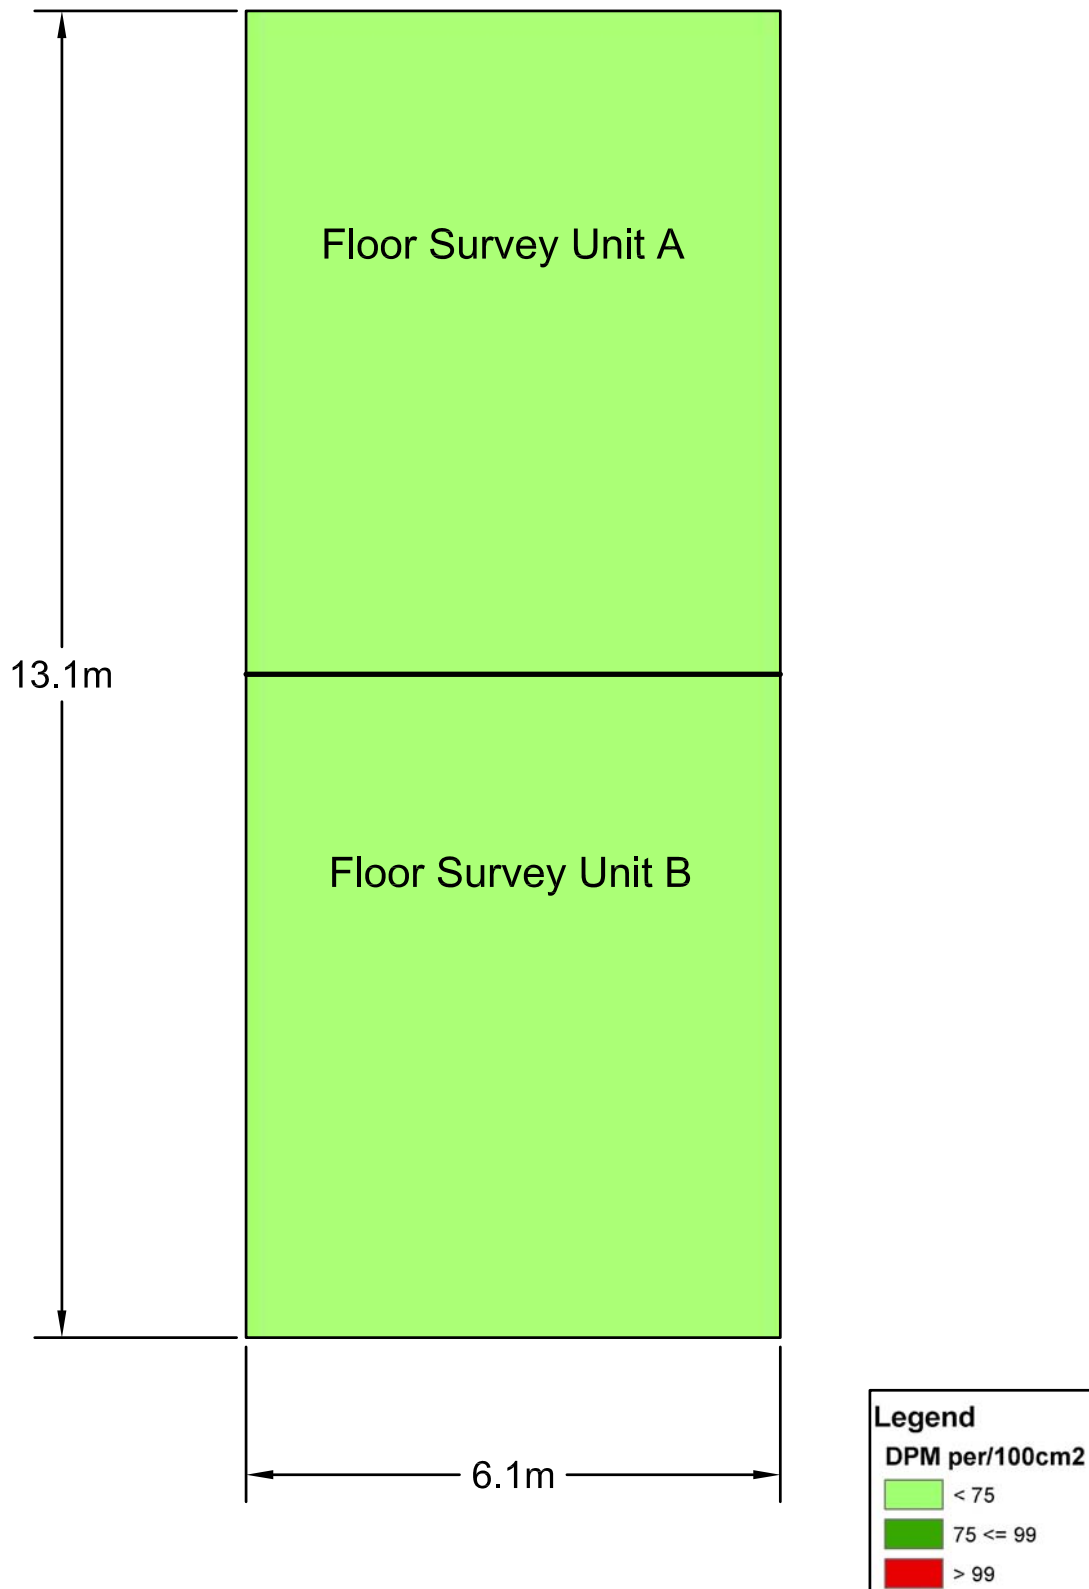 Floor Survey Unit A
13.1m
Floor Survey Unit B
6.1m
Legend
DPM per/100cm2
< 75
75 <= 99
> 99